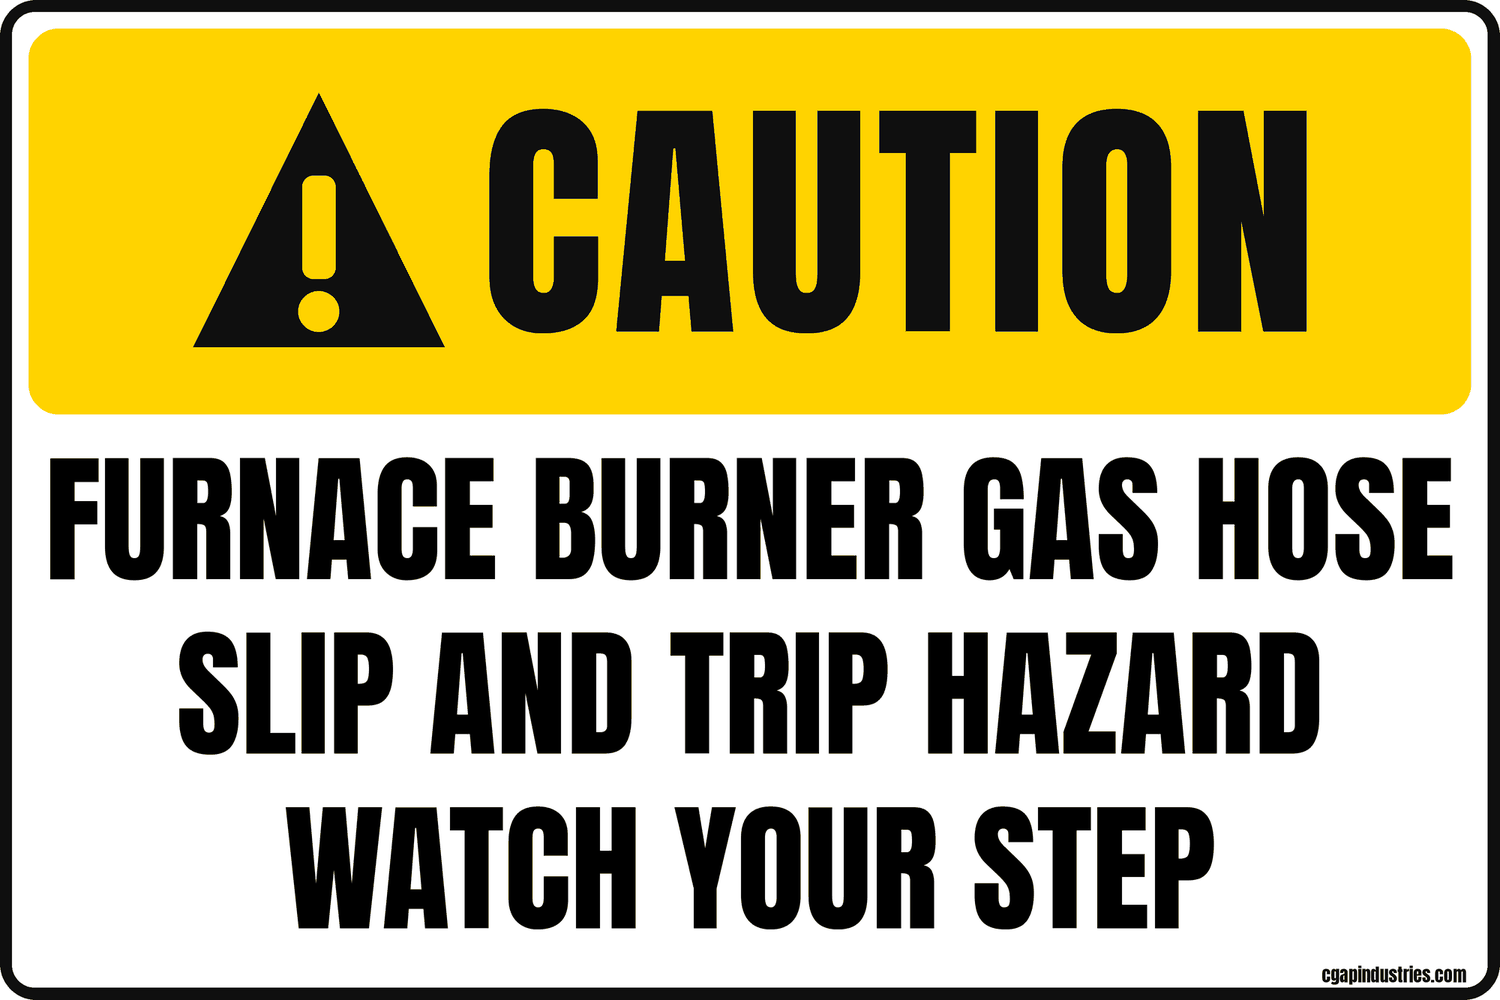 CAUTION
FURNACE BURNER GAS HOSE
SLIP AND TRIP HAZARD
WATCH YOUR STEP
cgapindustries.com